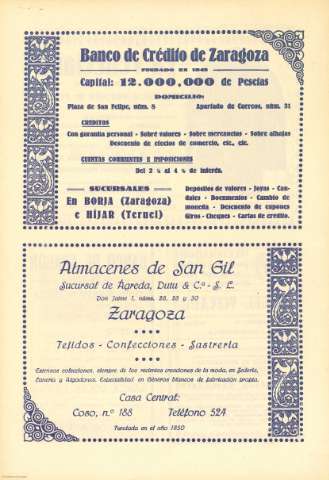 Banco de Crédito de Zaragoza
FUNDADO EN 1845
Capital: 12.000,000 de Pesetas
DOMICILIO:
Plaza de San Felipe, núm. 8 Apartado de Correos, núm. 31
CREDITOS
Con garantía personal - Sobre valores - Sobre mercancías - Sobre alhajas
Descuento de efectos de comercio, etc., etc.
CUENTAS CORRIENTES E IMPOSICIONES
Del 2 ½ al 4 ½ de interés.
SUCURSALES
En BORJA (Zaragoza)
e HÍJAR (Teruel)
Depósitos de valores - Joyas - Cau-
dales - Documentos - Cambio de
moneda - Descuento de cupones
Giros - Cheques - Cartas de crédito.
Almacenes de San Gil
Sucursal de Ágreda, Dutu & C.ª - S. L.
Don Jaime I, núms. 26, 28 y 30
Zaragoza
Tejidos - Confecciones - Sastrería
Extensas colecciones, siempre de las recientes creaciones de la moda, en Sedería,
Lanería y Algodones. Especialidad en Géneros blancos de fabricación propia.
Casa Central:
Coso, n.º 188 Teléfono 524
Fundada en el año 1850